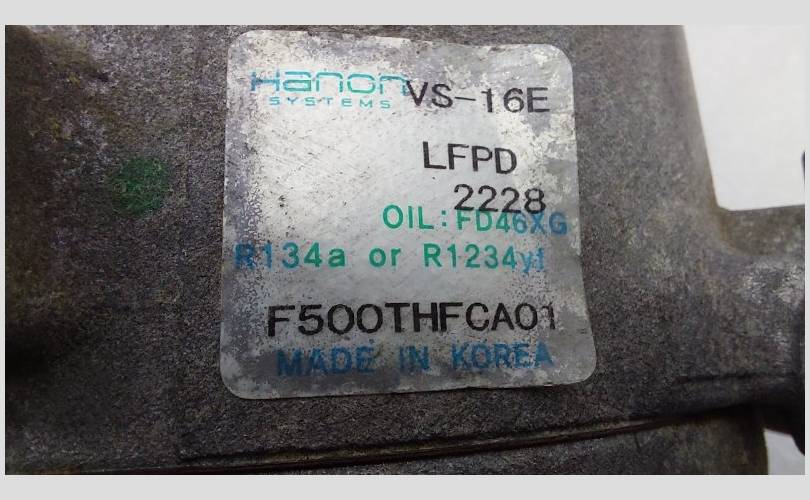 Hanon VS-16E
SYSTEMS
LFPD
2228
OIL: FD46XG
R134a or R1234yf
F500THFCA01
MADE IN KOREA